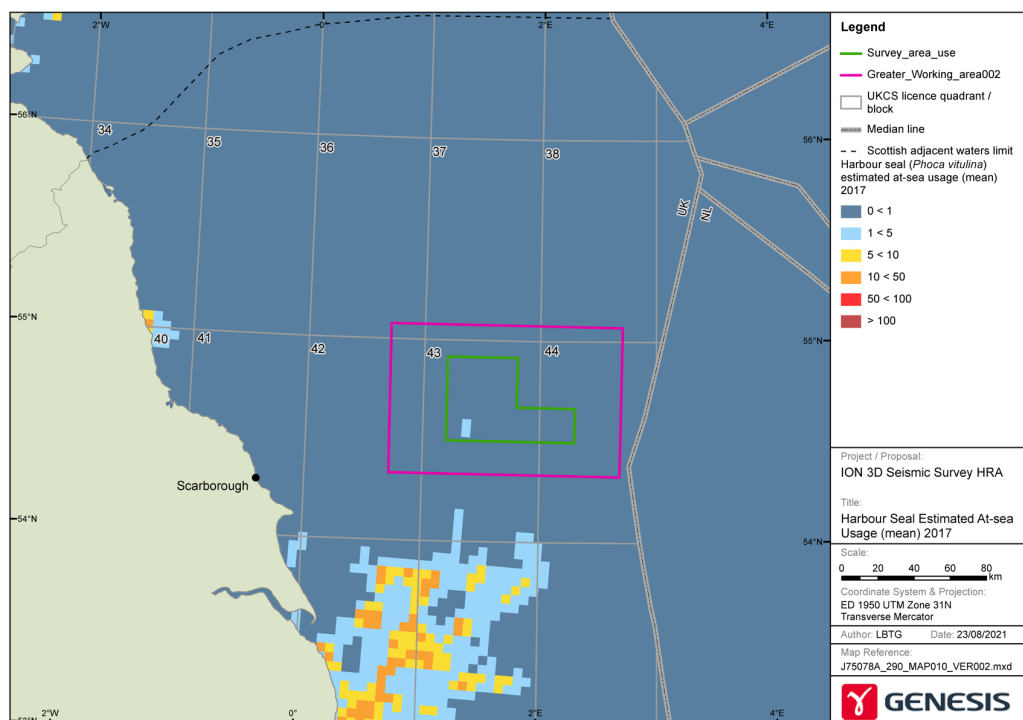 2°W
0°
2°E
4°E
56°N
56°N
34
35
36
37
38
UK
NL
55°N
55°N
40
41
42
43
44
Scarborough
54°N
54°N
53°N
2°W
0°
2°E
4°E
Legend
Survey_area_use
Greater_Working_area002
UKCS licence quadrant /
block
Median line
Scottish adjacent waters limit
Harbour seal (Phoca vitulina)
estimated at-sea usage (mean)
2017
0 < 1
1 < 5
5 < 10
10 < 50
50 < 100
> 100
Project / Proposal:
ION 3D Seismic Survey HRA
Title:
Harbour Seal Estimated At-sea
Usage (mean) 2017
Scale:
0 20 40 60 80
km
Coordinate System & Projection:
ED 1950 UTM Zone 31N
Transverse Mercator
Author: LBTG Date: 23/08/2021
Map Reference:
J75078A_290_MAP010_VER002.mxd
GENESIS